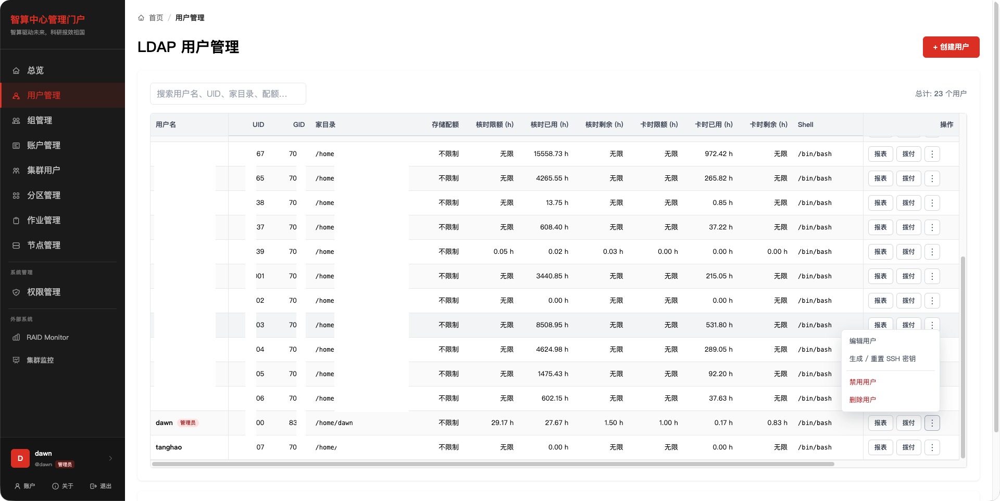 智算中心管理门户
智算驱动未来，科研报效祖国
总览
用户管理
组管理
账户管理
集群用户
分区管理
作业管理
节点管理
系统管理
权限管理
外部系统
RAID Monitor
集群监控
D
dawn
@dawn 管理员
账户 关于 退出
首页 / 用户管理
LDAP 用户管理
+ 创建用户
搜索用户名、UID、家目录、配额...
总计: 23 个用户
用户名 UID GID 家目录 存储配额 核时限额 (h) 核时已用 (h) 核时剩余 (h) 卡时限额 (h) 卡时已用 (h) 卡时剩余 (h) Shell 操作
67 70 /home 不限制 无限 15558.73 h 无限 无限 972.42 h 无限 /bin/bash 报表 拨付
65 70 /home 不限制 无限 4265.55 h 无限 无限 265.82 h 无限 /bin/bash 报表 拨付
38 70 /home 不限制 无限 13.75 h 无限 无限 0.85 h 无限 /bin/bash 报表 拨付
37 70 /home 不限制 无限 608.40 h 无限 无限 37.22 h 无限 /bin/bash 报表 拨付
39 70 /home 不限制 0.05 h 0.02 h 0.03 h 0.00 h 0.00 h 0.00 h /bin/bash 报表 拨付
01 70 /home 不限制 无限 3440.85 h 无限 无限 215.05 h 无限 /bin/bash 报表 拨付
02 70 /home 不限制 无限 0.00 h 无限 无限 0.00 h 无限 /bin/bash 报表 拨付
03 70 /home 不限制 无限 8508.95 h 无限 无限 531.80 h 无限 /bin/bash 报表 拨付
04 70 /home 不限制 无限 4624.98 h 无限 无限 289.05 h 无限 /bin/bash
05 70 /home 不限制 无限 1475.43 h 无限 无限 92.20 h 无限 /bin/bash
06 70 /home 不限制 无限 602.15 h 无限 无限 37.63 h 无限 /bin/bash
dawn 管理员 00 83 /home/dawn 不限制 29.17 h 27.67 h 1.50 h 1.00 h 0.17 h 0.83 h /bin/bash 报表 拨付
tanghao 07 70 /home/ 不限制 无限 0.00 h 无限 无限 0.00 h 无限 /bin/bash 报表 拨付
编辑用户
生成 / 重置 SSH 密钥
禁用用户
删除用户